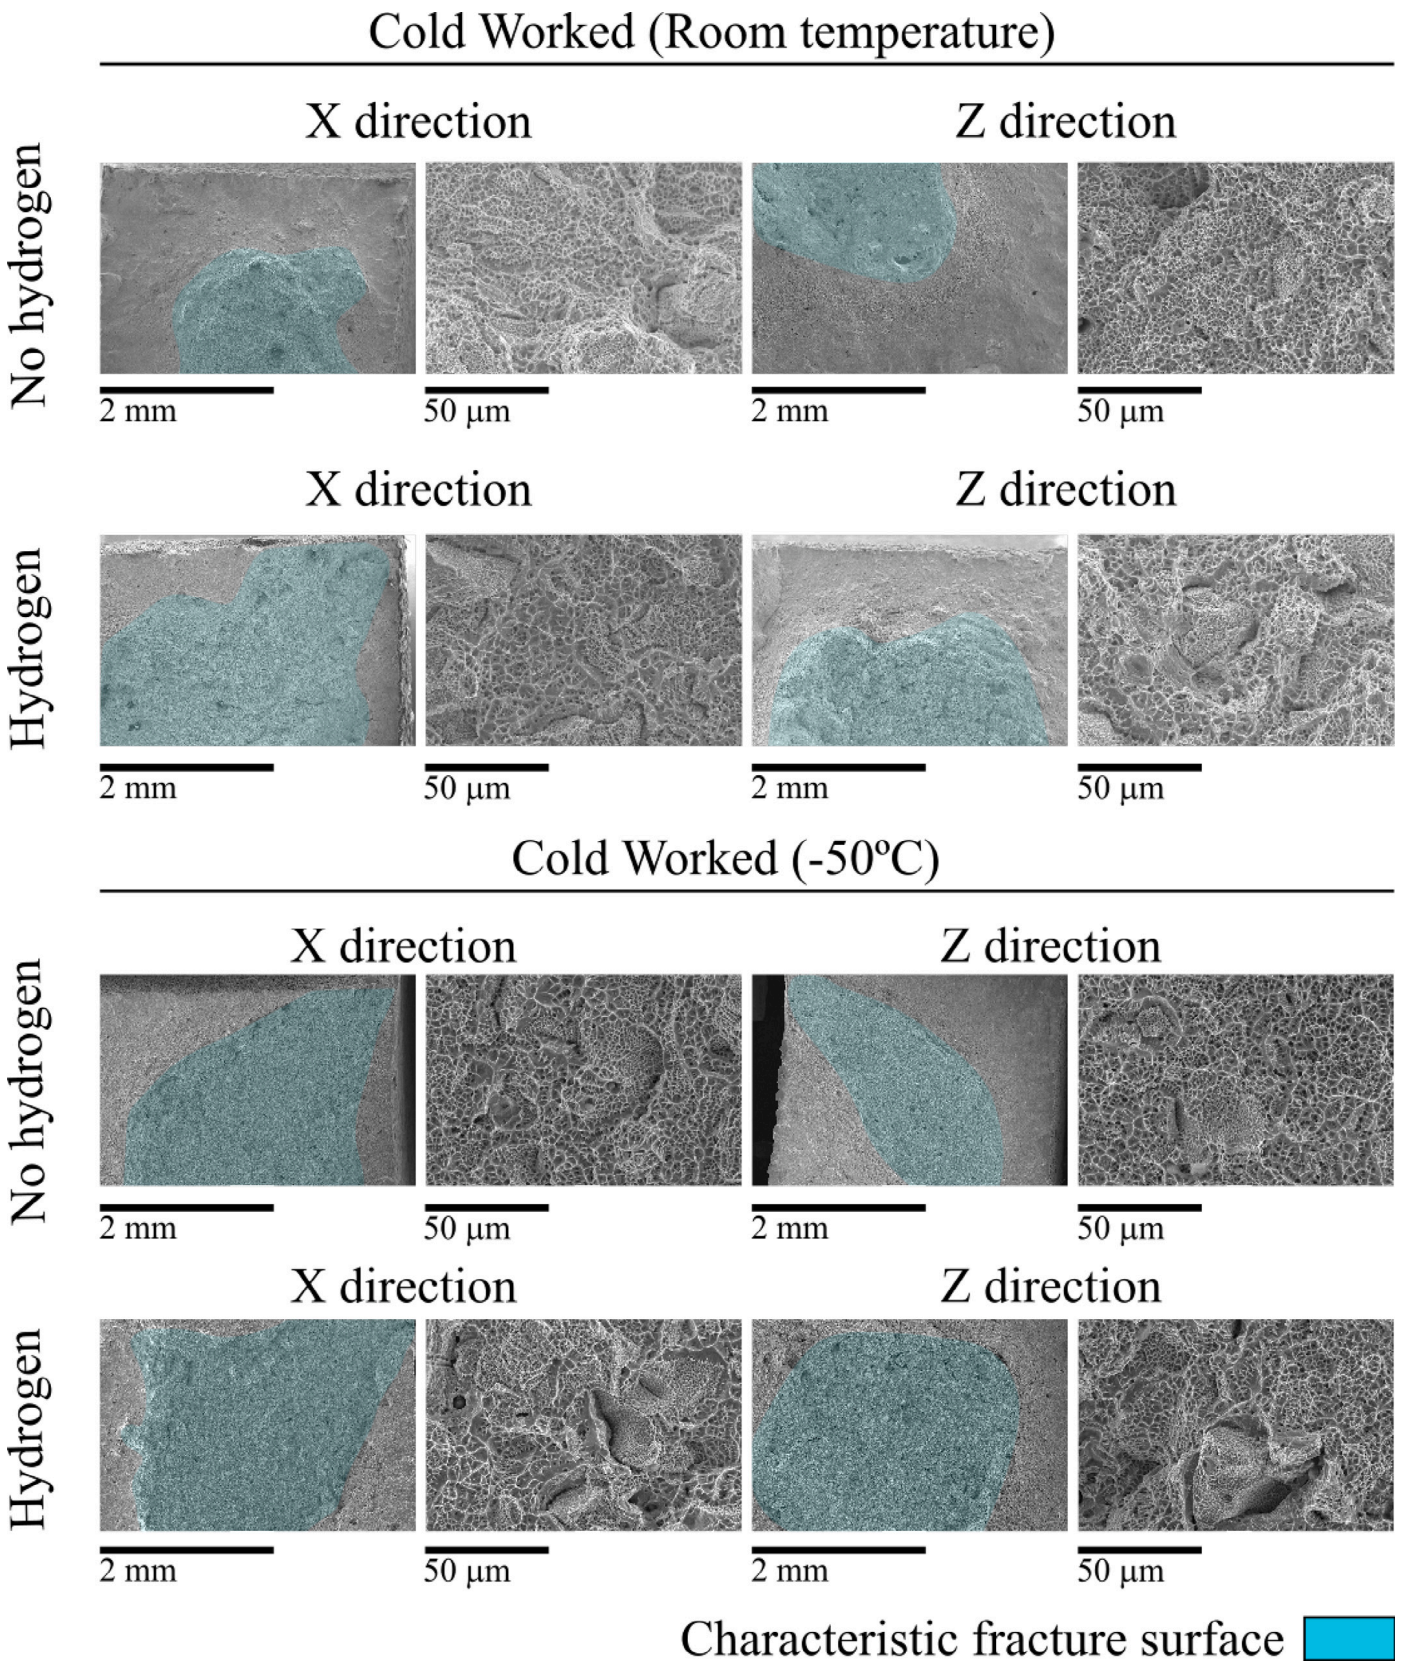 Cold Worked (Room temperature)
X direction
Z direction
No hydrogen
2 mm
50 μm
2 mm
50 μm
X direction
Z direction
Hydrogen
2 mm
50 μm
2 mm
50 μm
Cold Worked (-50ºC)
X direction
Z direction
No hydrogen
2 mm
50 μm
2 mm
50 μm
X direction
Z direction
Hydrogen
2 mm
50 μm
2 mm
50 μm
Characteristic fracture surface